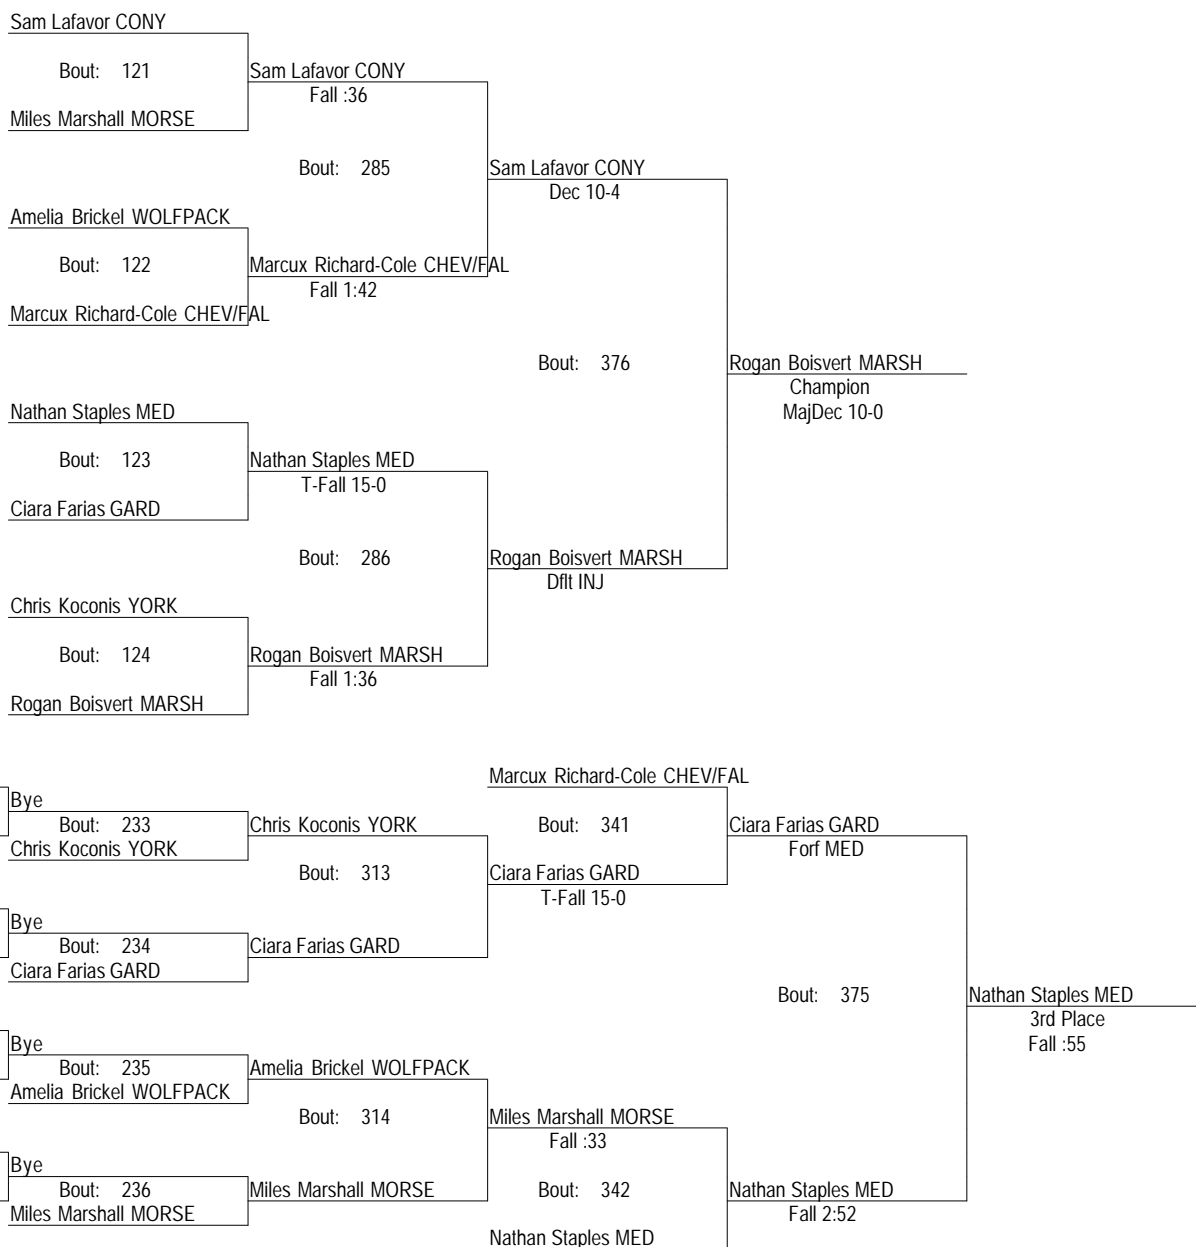 Sam Lafavor CONY
Bout: 121
Sam Lafavor CONY
Fall :36
Miles Marshall MORSE
Bout: 285
Sam Lafavor CONY
Dec 10-4
Amelia Brickel WOLFPACK
Bout: 122
Marcux Richard-Cole CHEV/FAL
Fall 1:42
Marcux Richard-Cole CHEV/FAL
Bout: 376
Rogan Boisvert MARSH
Champion
MajDec 10-0
Nathan Staples MED
Bout: 123
Nathan Staples MED
T-Fall 15-0
Ciara Farias GARD
Bout: 286
Rogan Boisvert MARSH
Dflt INJ
Chris Koconis YORK
Bout: 124
Rogan Boisvert MARSH
Fall 1:36
Rogan Boisvert MARSH
Marcux Richard-Cole CHEV/FAL
Bye
Bout: 233
Chris Koconis YORK
Bout: 341
Ciara Farias GARD
Forf MED
Chris Koconis YORK
Bout: 313
Ciara Farias GARD
T-Fall 15-0
Bye
Bout: 234
Ciara Farias GARD
Ciara Farias GARD
Bout: 375
Nathan Staples MED
3rd Place
Fall :55
Bye
Bout: 235
Amelia Brickel WOLFPACK
Amelia Brickel WOLFPACK
Bout: 314
Miles Marshall MORSE
Fall :33
Bye
Bout: 236
Miles Marshall MORSE
Bout: 342
Nathan Staples MED
Fall 2:52
Miles Marshall MORSE
Nathan Staples MED